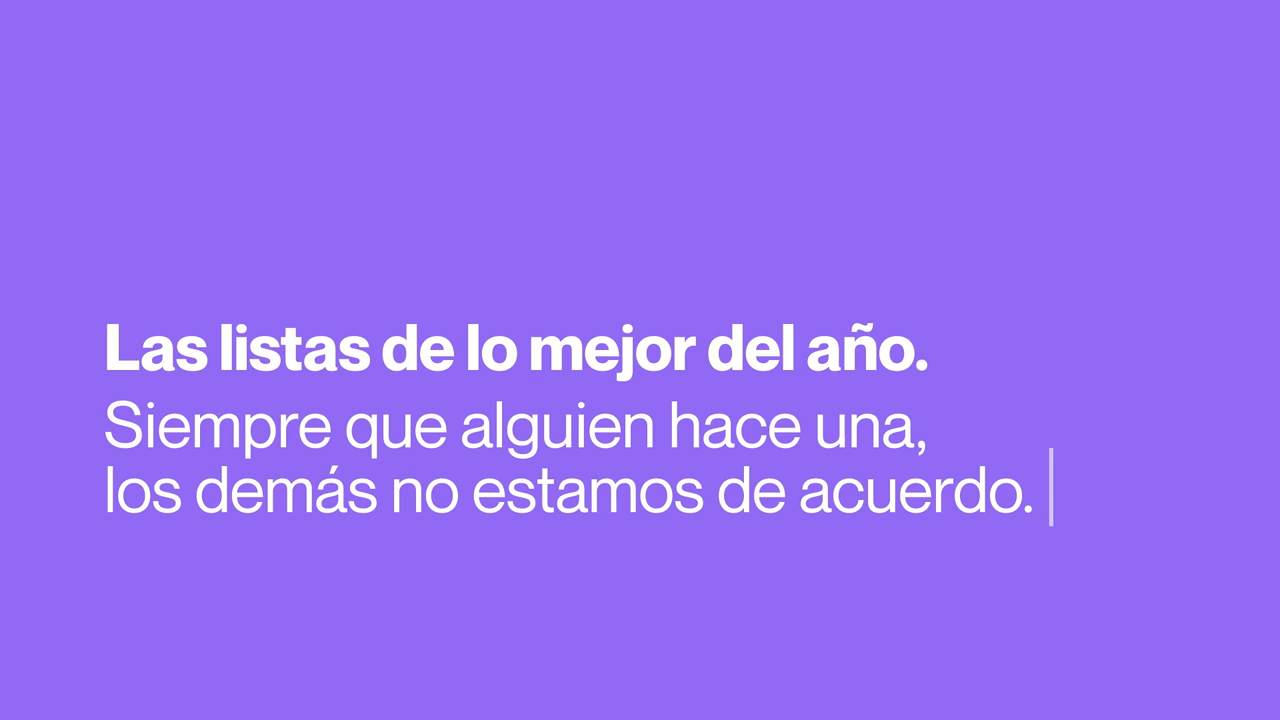 Las listas de lo mejor del año.
Siempre que alguien hace una,
los demás no estamos de acuerdo.